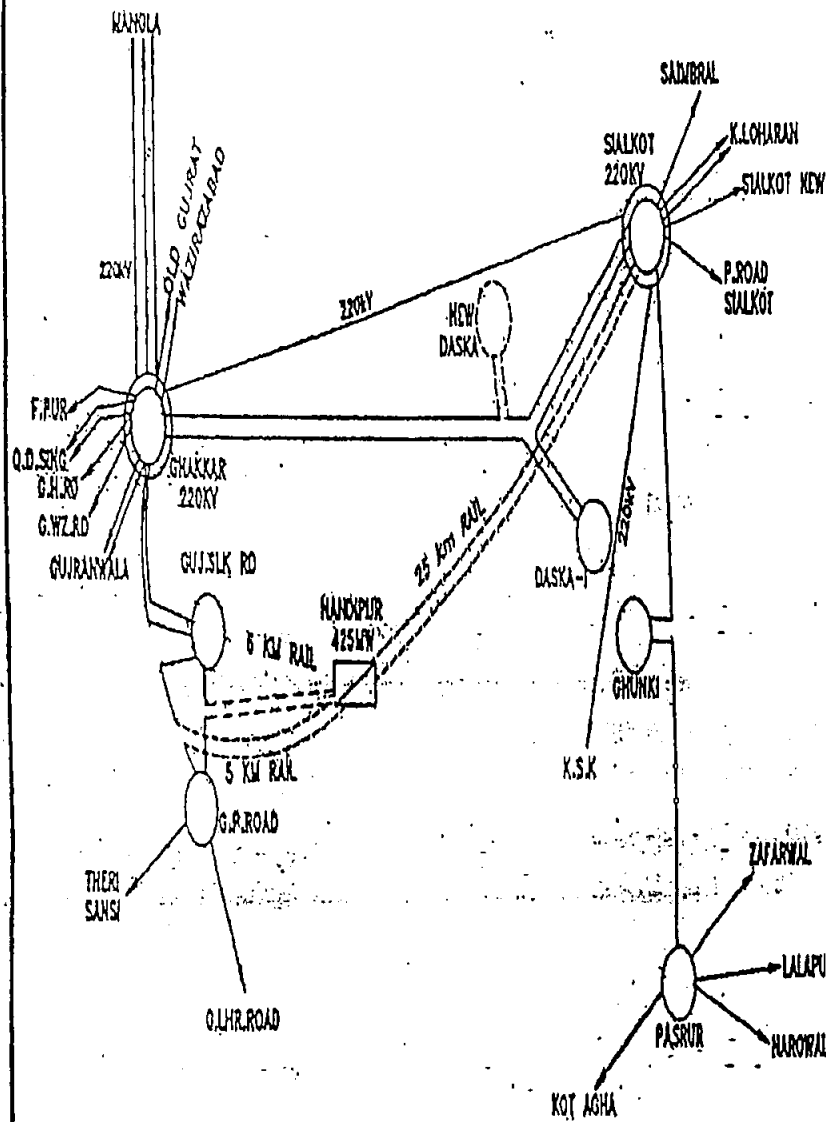 MANGLA
SADIBRAL
K.LOHARAN
SIALKOT
220KV
SIALKOT NEW
OLD GUJRAT
WAZIRAZABAD
220KV
P.ROAD
SIALKOT
220KV
NEW
DASKA
F.PUR
Q.D.SING
G.H.RD
GHAKKAR
220KV
G.WZ.RD
GUJRANWALA
GUJ.SLK RD
25 KM RAIL
220KV
DASKA-I
NANDIPUR
425MW
6 KM RAIL
GHUNKI
5 KM RAIL
K.S.K
G.R.ROAD
THERI
SANSI
ZAFARWAL
LALAPU
G.LHR.ROAD
PASRUR
NAROWAL
KOT AGHA